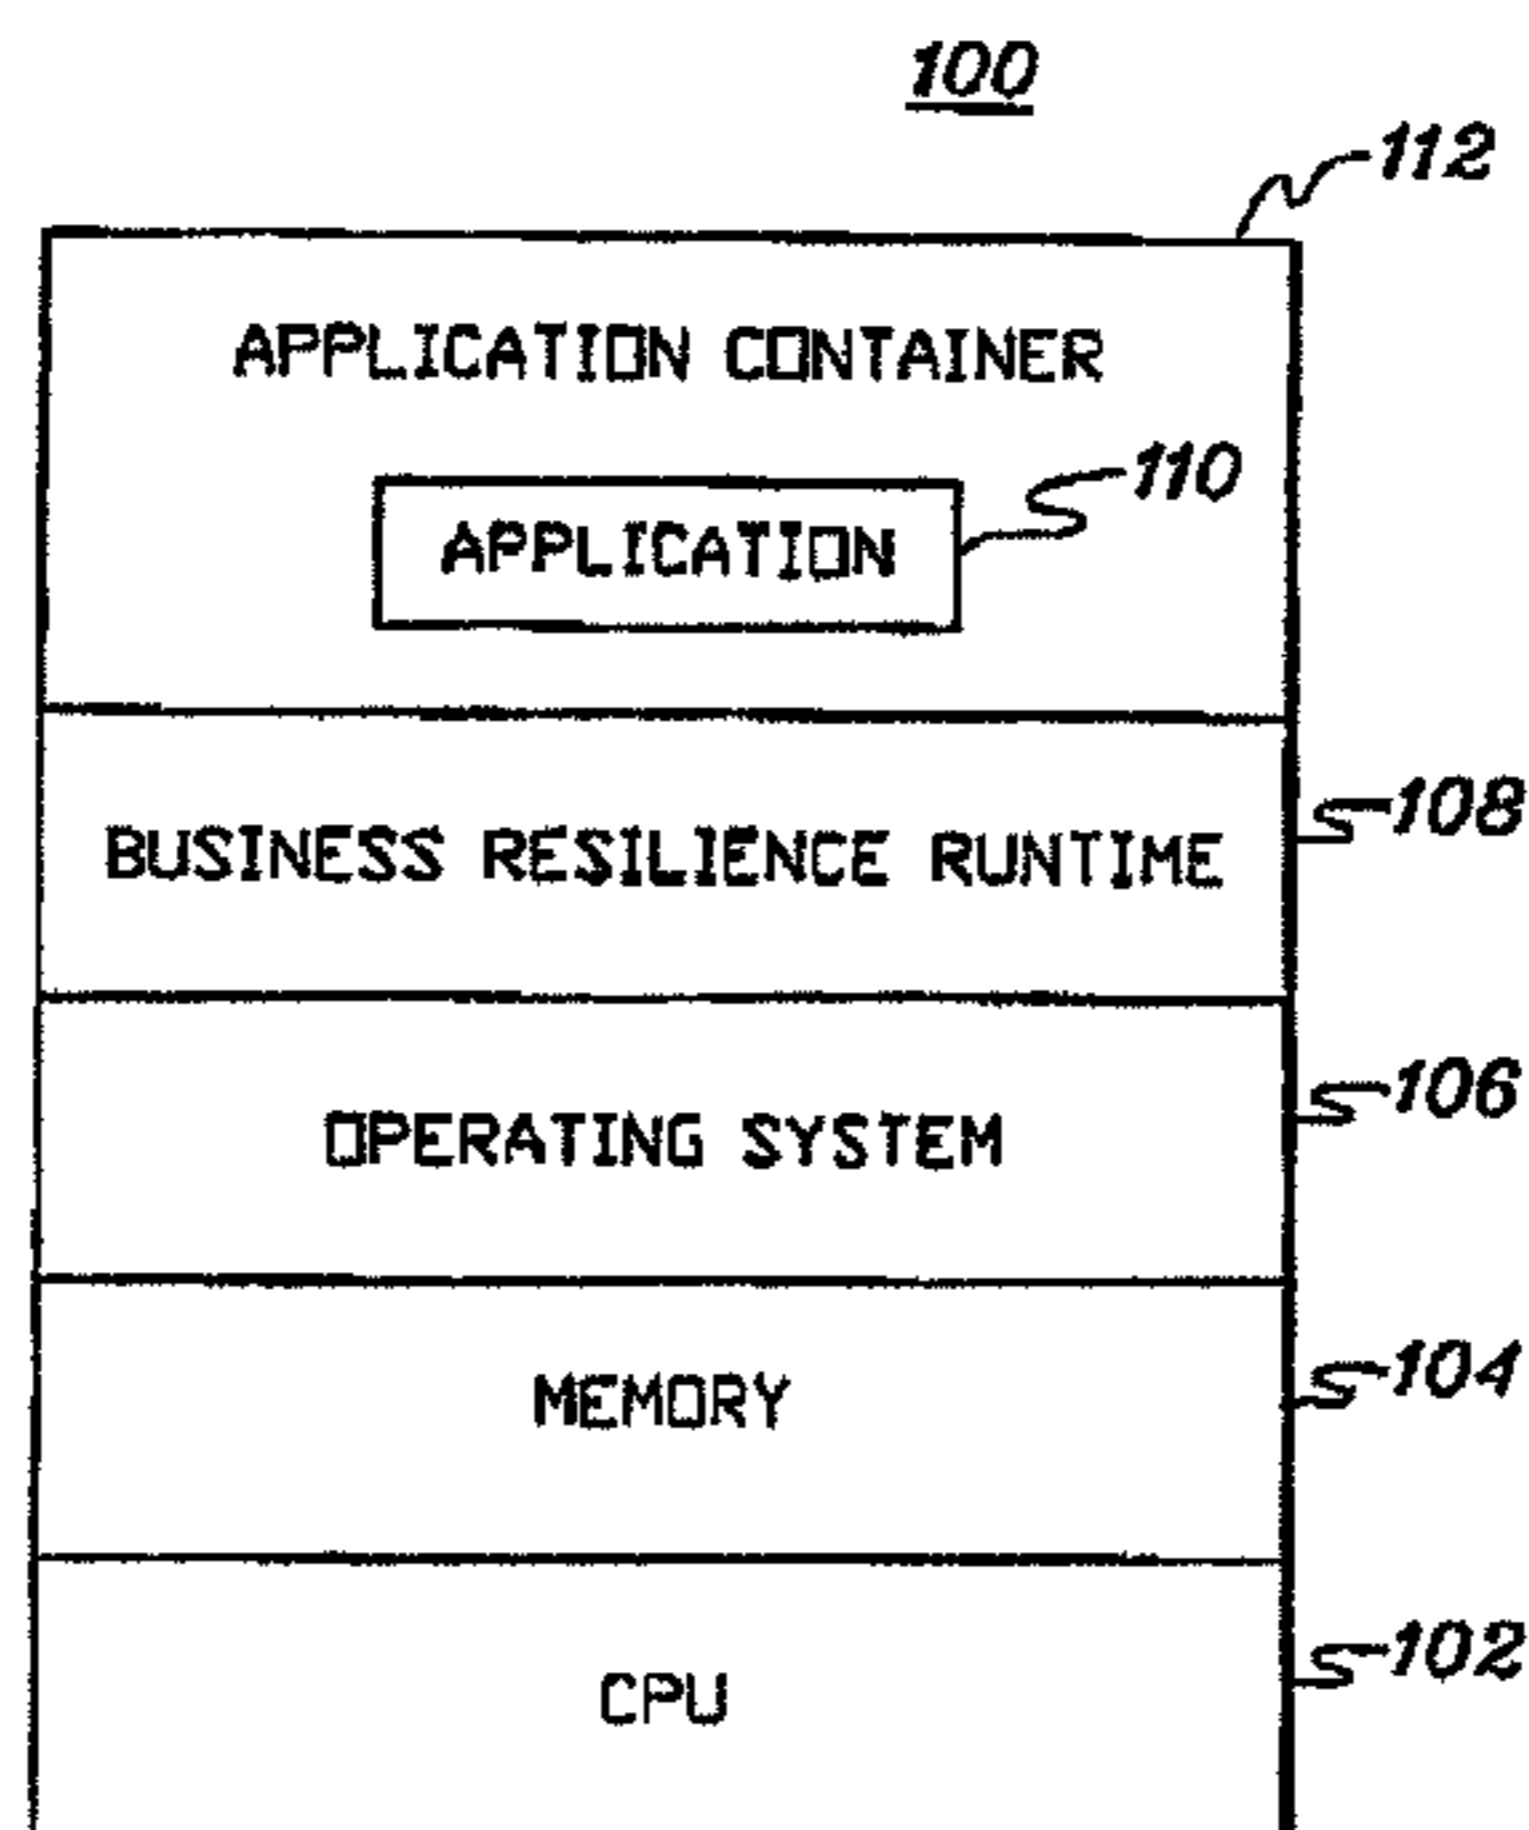 100
112
APPLICATION CONTAINER
110
APPLICATION
108
BUSINESS RESILIENCE RUNTIME
106
OPERATING SYSTEM
104
MEMORY
102
CPU